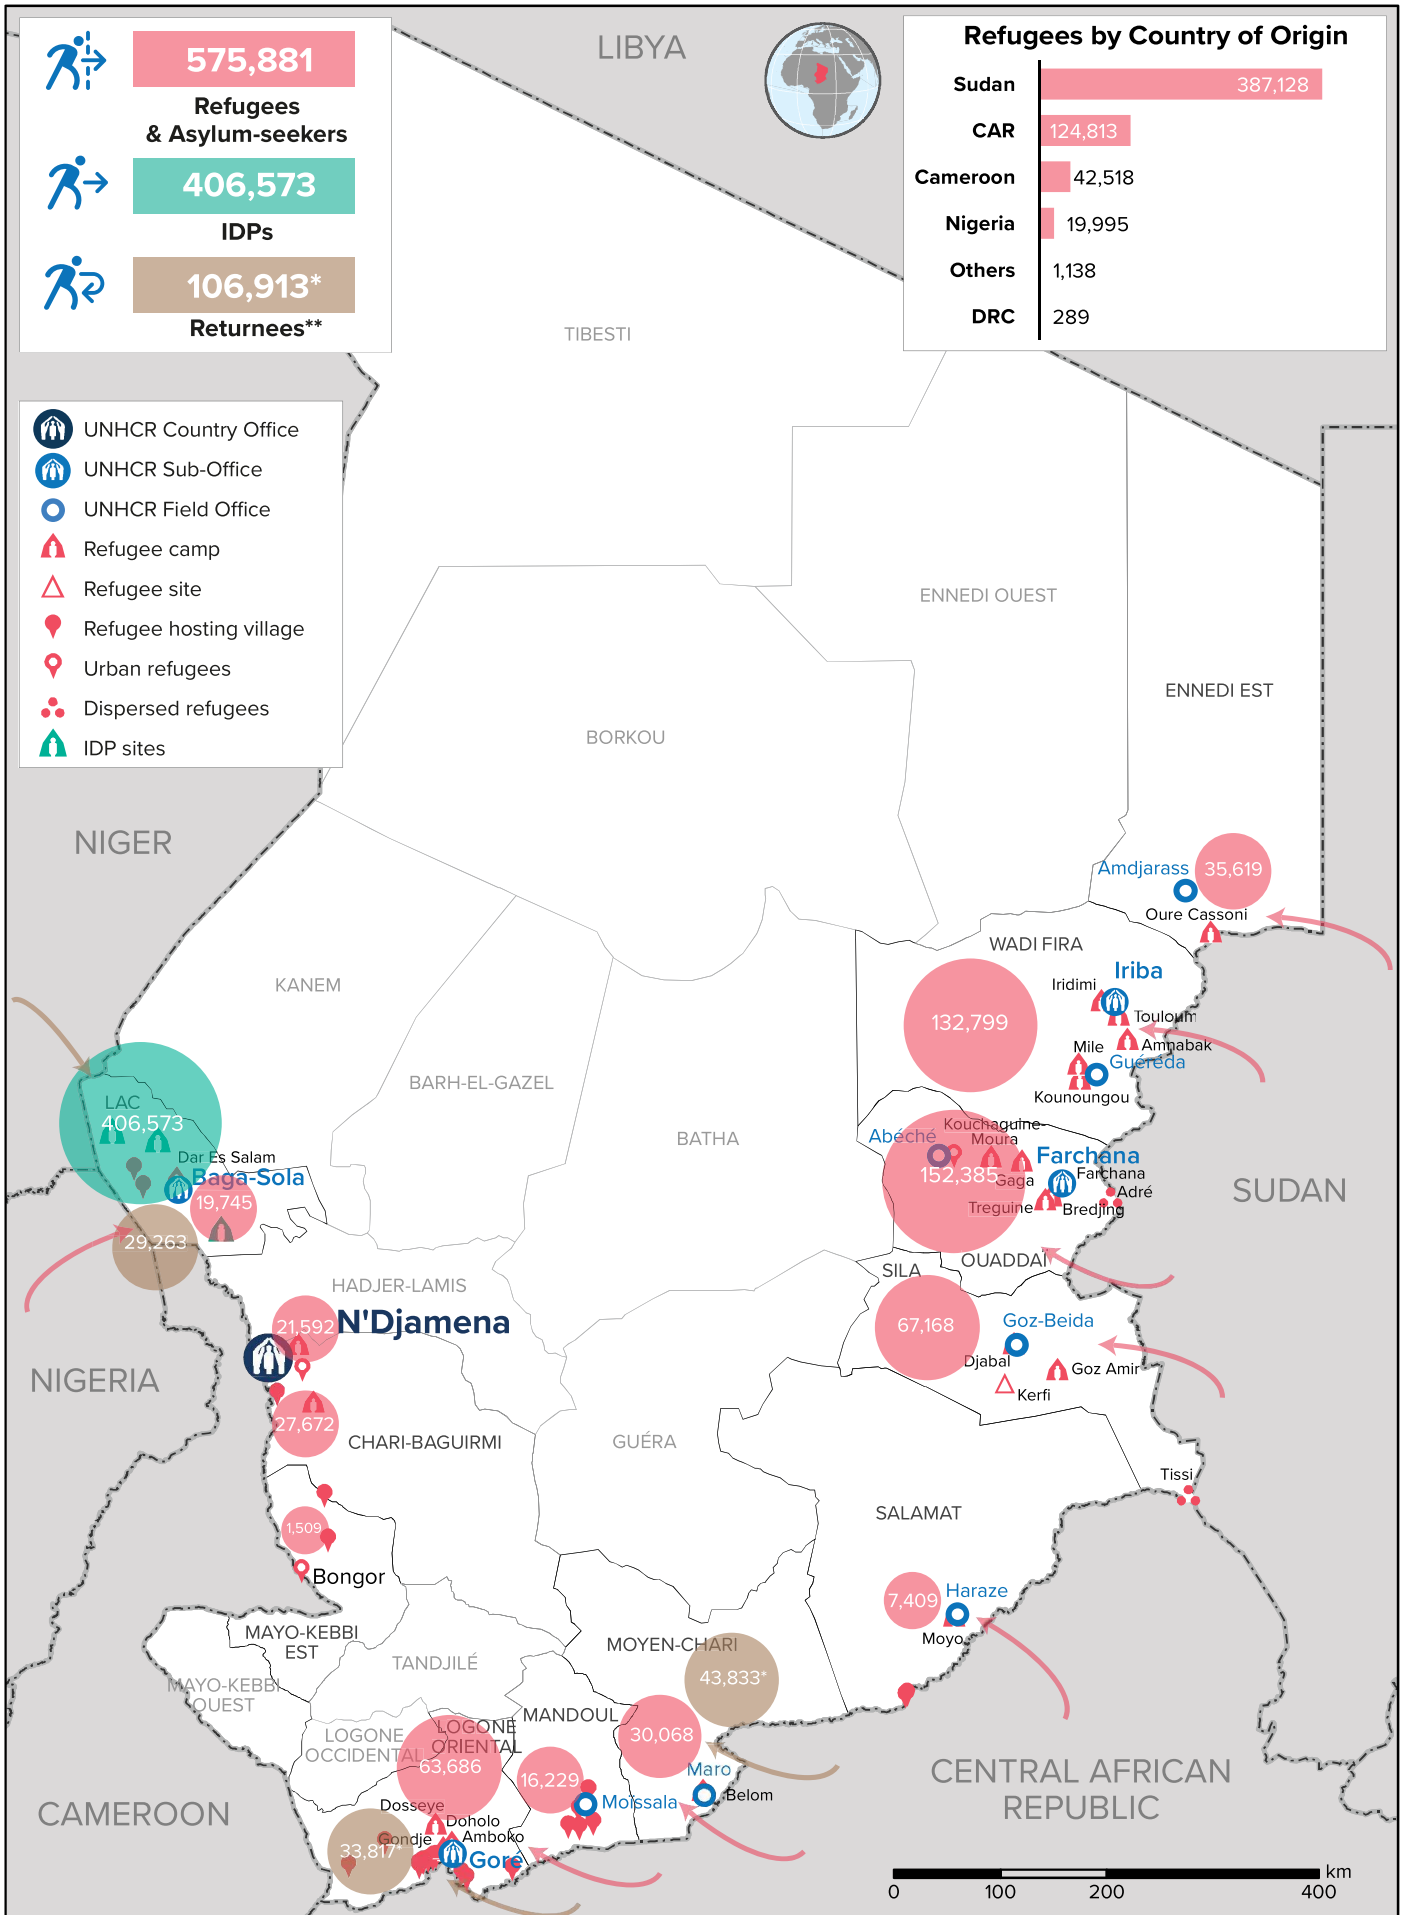 575,881
Refugees
& Asylum-seekers
406,573
IDPs
106,913*
Returnees**
UNHCR Country Office
UNHCR Sub-Office
UNHCR Field Office
Refugee camp
Refugee site
Refugee hosting village
Urban refugees
Dispersed refugees
IDP sites
Refugees by Country of Origin
Sudan 387,128
CAR 124,813
Cameroon 42,518
Nigeria 19,995
Others 1,138
DRC 289
LIBYA
TIBESTI
ENNEDI OUEST
ENNEDI EST
BORKOU
NIGER
Amdjarass
35,619
Oure Cassoni
WADI FIRA
Iriba
Iridimi
KANEM
Touloum
132,799
Amnabak
Mile
Guéréda
BARH-EL-GAZEL
Kounoungou
LAC
406,573
BATHA
Kouchaguine-
Moura
Abéché
Dar Es Salam
Farchana
Farchana
152,385
Gaga
Baga-Sola
19,745
Adré
SUDAN
Treguine
Bredjing
29,263
OUADDAÏ
SILA
HADJER-LAMIS
N'Djamena
21,592
67,168
Goz-Beida
Djabal
Goz Amir
Kerfi
NIGERIA
27,672
CHARI-BAGUIRMI
GUÉRA
Tissi
SALAMAT
1,509
Bongor
7,409
Haraze
Moyo
MAYO-KEBBI
EST
MOYEN-CHARI
TANDJILÉ
43,833*
MAYO-KEBBI
OUEST
MANDOUL
LOGONE
OCCIDENTAL
LOGONE
ORIENTAL
30,068
63,686
16,229
Maro
Belom
Moïssala
CENTRAL AFRICAN
REPUBLIC
CAMEROON
Dosseye
Doholo
Gondje
Amboko
33,817*
Goré
km
0 100 200 400